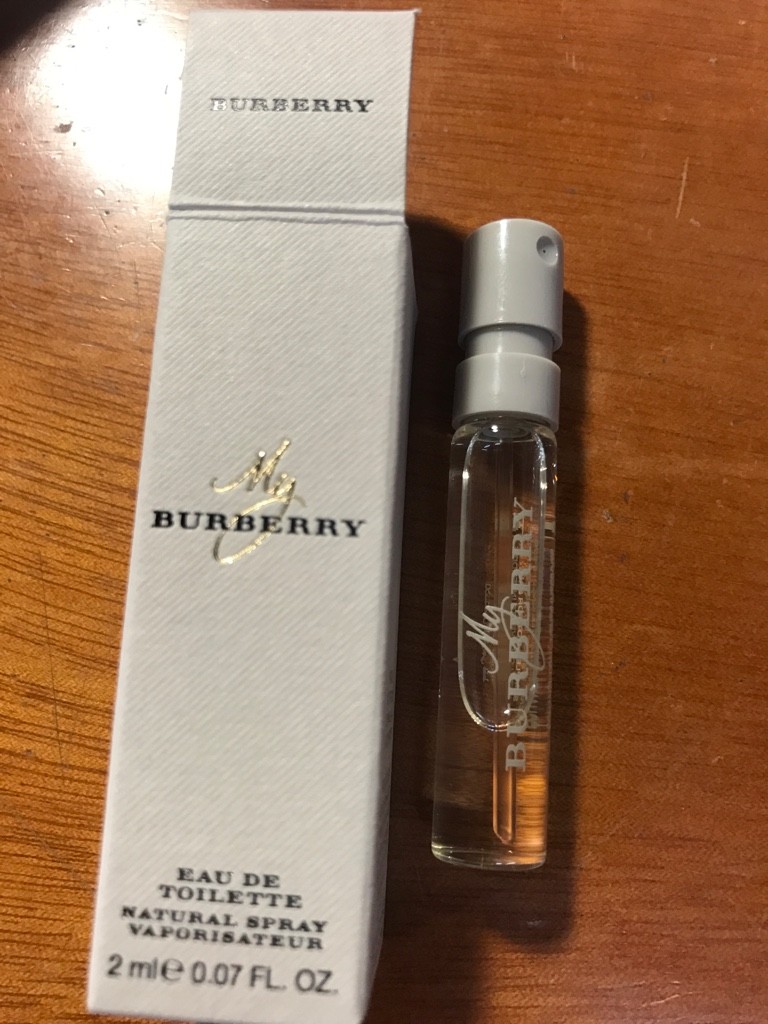 BURBERRY
My
BURBERRY
EAU DE
TOILETTE
NATURAL SPRAY
VAPORISATEUR
2 ml℮ 0.07 FL. OZ.
My
BURBERRY